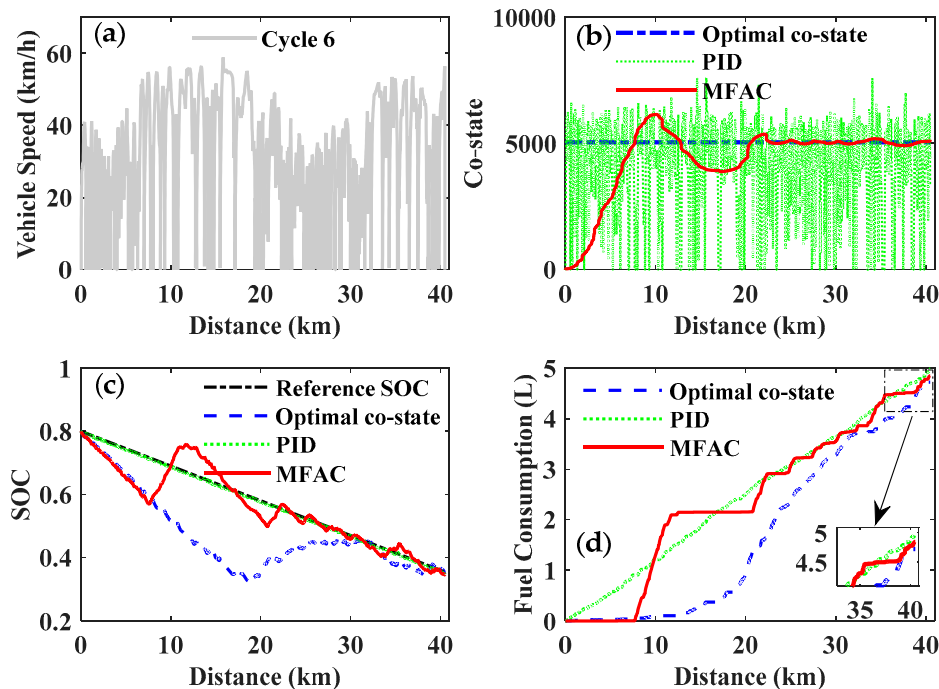 (a)
Cycle 6
Vehicle Speed (km/h)
60
40
20
0
0 10 20 30 40
Distance (km)
(b)
Optimal co-state
PID
MFAC
Co-state
10000
5000
0
0 10 20 30 40
Distance (km)
(c)
Reference SOC
Optimal co-state
PID
MFAC
SOC
1
0.8
0.6
0.4
0.2
0 10 20 30 40
Distance (km)
Optimal co-state
PID
MFAC
(d)
Fuel Consumption (L)
5
4
3
2
1
0
5
4.5
35 40
0 10 20 30 40
Distance (km)